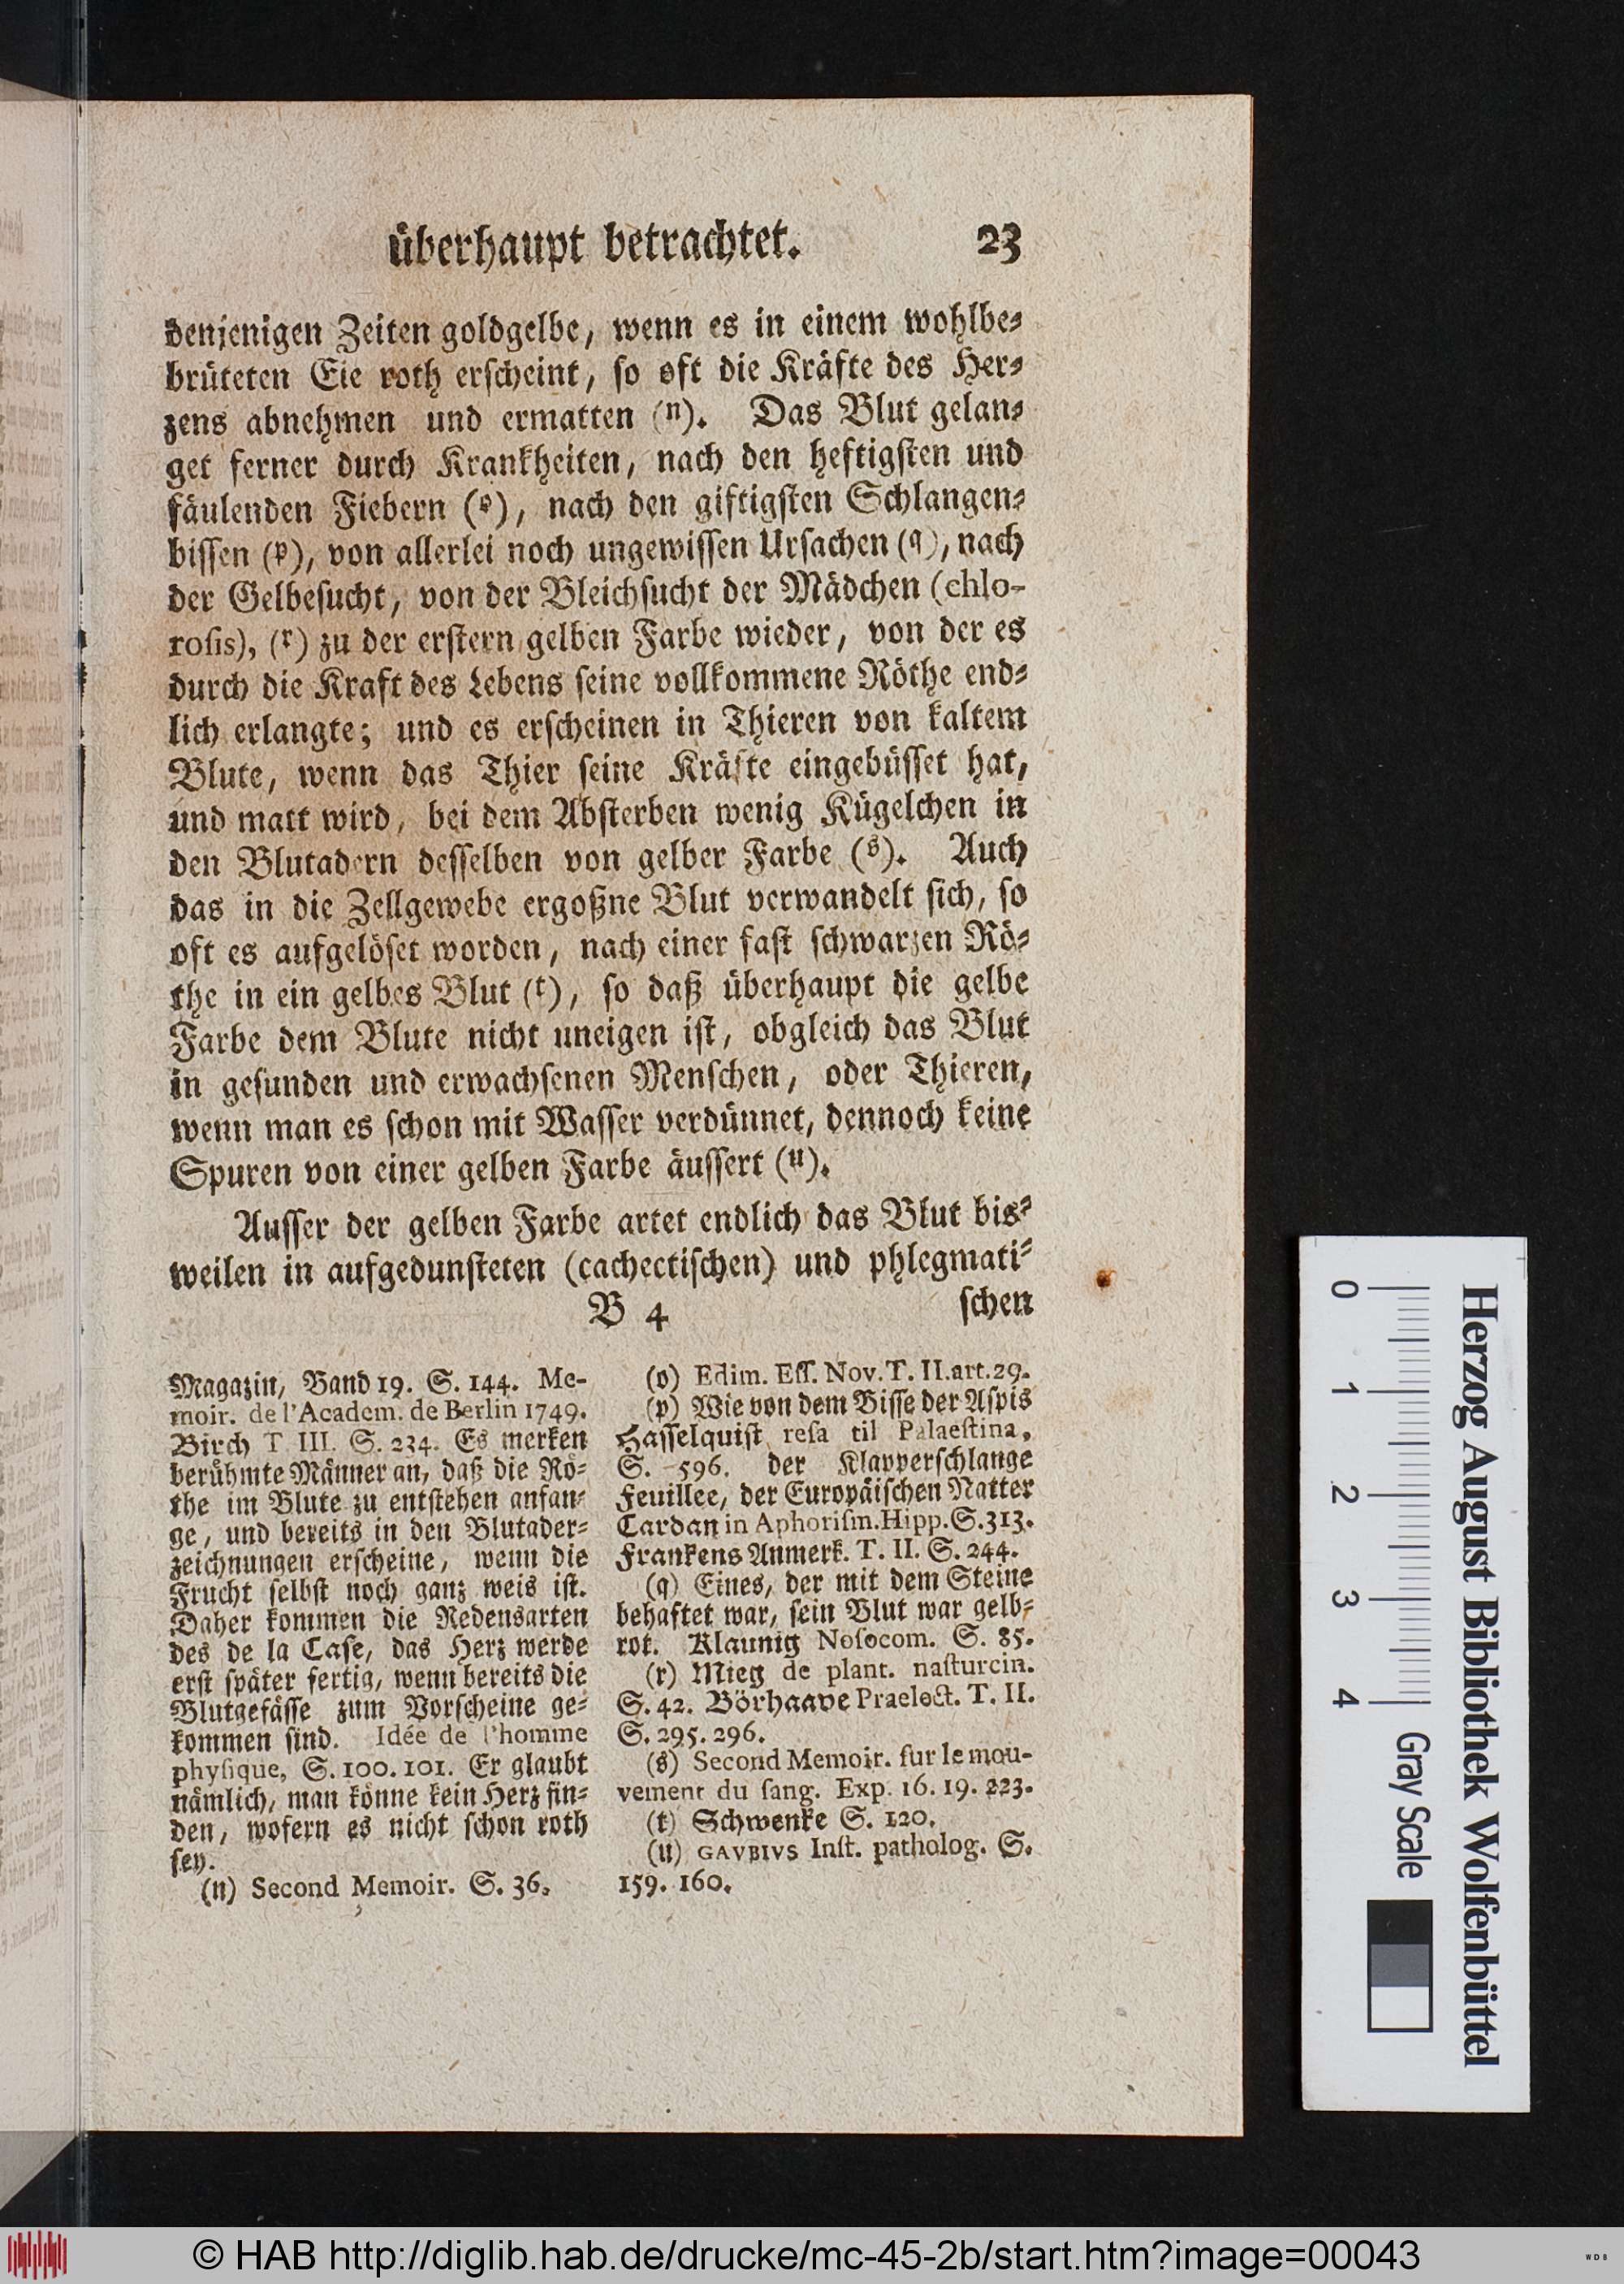 überhaupt betrachtet. 23
denjenigen Zeiten goldgelbe, wenn es in einem wohlbe⸗
brüteten Eie roth erſcheint, ſo oft die Kräfte des Her⸗
zens abnehmen und ermatten (n). Das Blut gelan⸗
get ferner durch Krankheiten, nach den heftigſten und
fäulenden Fiebern (o), nach den giftigſten Schlangen⸗
biſſen (p), von allerlei noch ungewiſſen Urſachen (q), nach
der Gelbeſucht, von der Bleichſucht der Mädchen (chlo-
roſis), (r) zu der erſtern gelben Farbe wieder, von der es
durch die Kraft des Lebens ſeine vollkommene Röthe end⸗
lich erlangte; und es erſcheinen in Thieren von kaltem
Blute, wenn das Thier ſeine Kräfte eingebüſſet hat,
und matt wird, bei dem Abſterben wenig Kügelchen in
den Blutadern deſſelben von gelber Farbe (s). Auch
das in die Zellgewebe ergoßne Blut verwandelt ſich, ſo
oft es aufgelöſet worden, nach einer faſt ſchwarzen Rö⸗
the in ein gelbes Blut (t), ſo daß überhaupt die gelbe
Farbe dem Blute nicht uneigen iſt, obgleich das Blut
in geſunden und erwachſenen Menſchen, oder Thieren,
wenn man es ſchon mit Waſſer verdünnet, dennoch keine
Spuren von einer gelben Farbe äuſſert (u).
Auſſer der gelben Farbe artet endlich das Blut bis⸗
weilen in aufgedunſteten (cachectiſchen) und phlegmati⸗
B 4 ſchen
Magazin, Band 19. S. 144. Me-
moir. de l'Academ. de Berlin 1749.
Birch T III. S. 234. Es merken
berühmte Männer an, daß die Rö⸗
the im Blute zu entſtehen anfan⸗
ge, und bereits in den Blutader⸗
zeichnungen erſcheine, wenn die
Frucht ſelbſt noch ganz weis iſt.
Daher kommen die Redensarten
des de la Caſe, das Herz werde
erſt ſpäter fertig, wenn bereits die
Blutgefäſſe zum Vorſcheine ge⸗
kommen ſind. Idée de l'homme
phyſique, S. 100. 101. Er glaubt
nämlich, man könne kein Herz fin⸗
den, wofern es nicht ſchon roth
ſey.
(n) Second Memoir. S. 36.
(o) Edim. Eſſ. Nov. T. II. art. 29.
(p) Wie von dem Biſſe der Aſpis
Haſſelquiſt reſa til Palaeſtina,
S. 596. der Klapperſchlange
Feuillee, der Europäiſchen Natter
Cardan in Aphoriſm. Hipp. S. 313.
Frankens Anmerk. T. II. S. 244.
(q) Eines, der mit dem Steine
behaftet war, ſein Blut war gelb⸗
rot. Klaunig Noſocom. S. 85.
(r) Mieg de plant. naſturcin.
S. 42. Börhaave Praelect. T. II.
S. 295. 296.
(s) Second Memoir. ſur le mou-
vement du ſang. Exp. 16. 19. 223.
(t) Schwenke S. 120.
(u) GAVBIVS Inſt. patholog. S.
159. 160.
Herzog August Bibliothek Wolfenbüttel
0 1 2 3 4 Gray Scale
© HAB http://diglib.hab.de/drucke/mc-45-2b/start.htm?image=00043
WDB